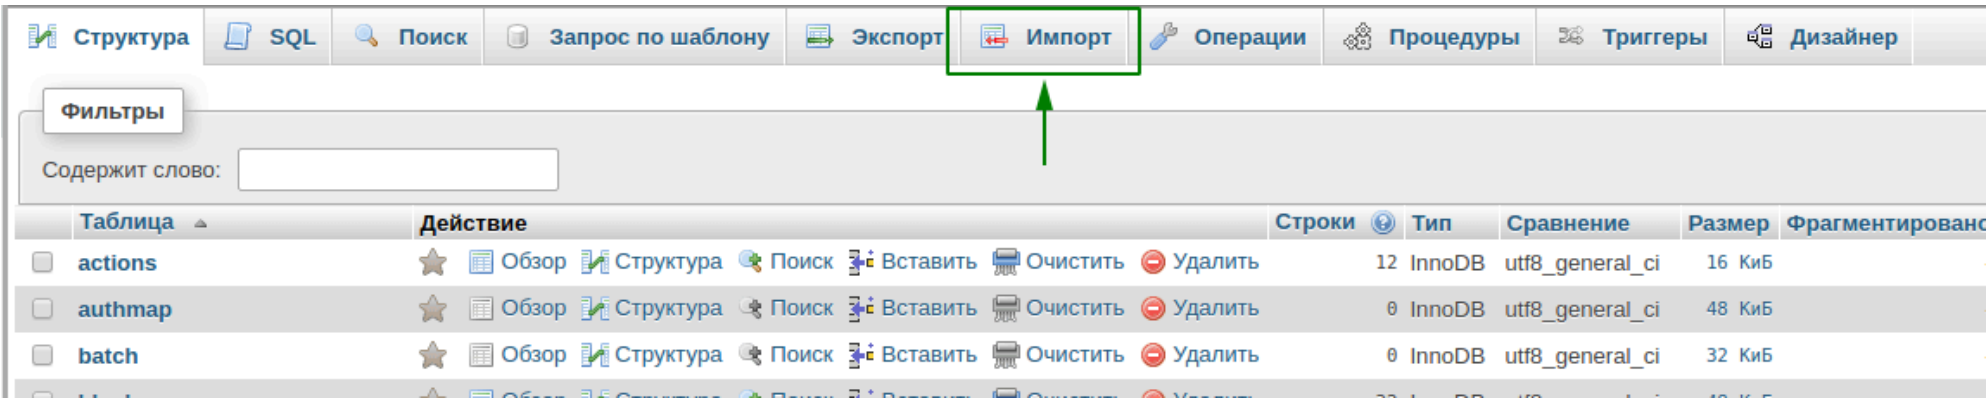 Структура SQL Поиск Запрос по шаблону Экспорт Импорт Операции Процедуры Триггеры Дизайнер
Фильтры
Содержит слово:
Таблица Действие Строки Тип Сравнение Размер Фрагментировано
actions Обзор Структура Поиск Вставить Очистить Удалить 12 InnoDB utf8_general_ci 16 КиБ
authmap Обзор Структура Поиск Вставить Очистить Удалить 0 InnoDB utf8_general_ci 48 КиБ
batch Обзор Структура Поиск Вставить Очистить Удалить 0 InnoDB utf8_general_ci 32 КиБ